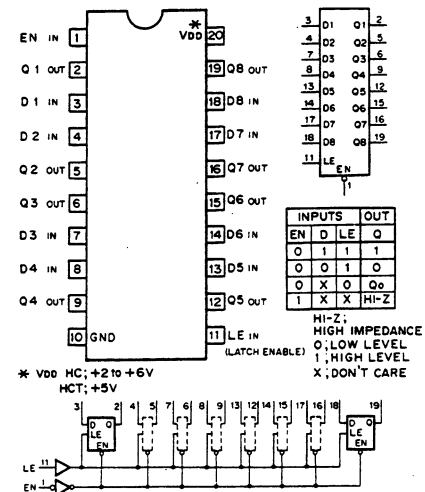 *
EN IN 1
VDD 20
Q1 OUT 2
19 Q8 OUT
D1 IN 3
18 D8 IN
D2 IN 4
17 D7 IN
Q2 OUT 5
16 Q7 OUT
Q3 OUT 6
15 Q6 OUT
D3 IN 7
14 D6 IN
D4 IN 8
13 D5 IN
Q4 OUT 9
12 Q5 OUT
10 GND
11 LE IN
(LATCH ENABLE)
* VDD HC; +2 to +6V
HCT; +5V
3 D1 Q1 2
4 D2 Q2 5
7 D3 Q3 6
8 D4 Q4 9
13 D5 Q5 12
14 D6 Q6 15
17 D7 Q7 16
18 D8 Q8 19
11 LE
EN
1
INPUTS OUT
EN D LE Q
0 1 1 1
0 0 1 0
0 X 0 Qo
1 X X HI-Z
HI-Z;
HIGH IMPEDANCE
0; LOW LEVEL
1; HIGH LEVEL
X; DON'T CARE
3 2 4 5 7 6 8 9 13 12 14 15 17 16 18 19
D Q
LE
EN
D Q
LE
EN
LE 11
EN 1